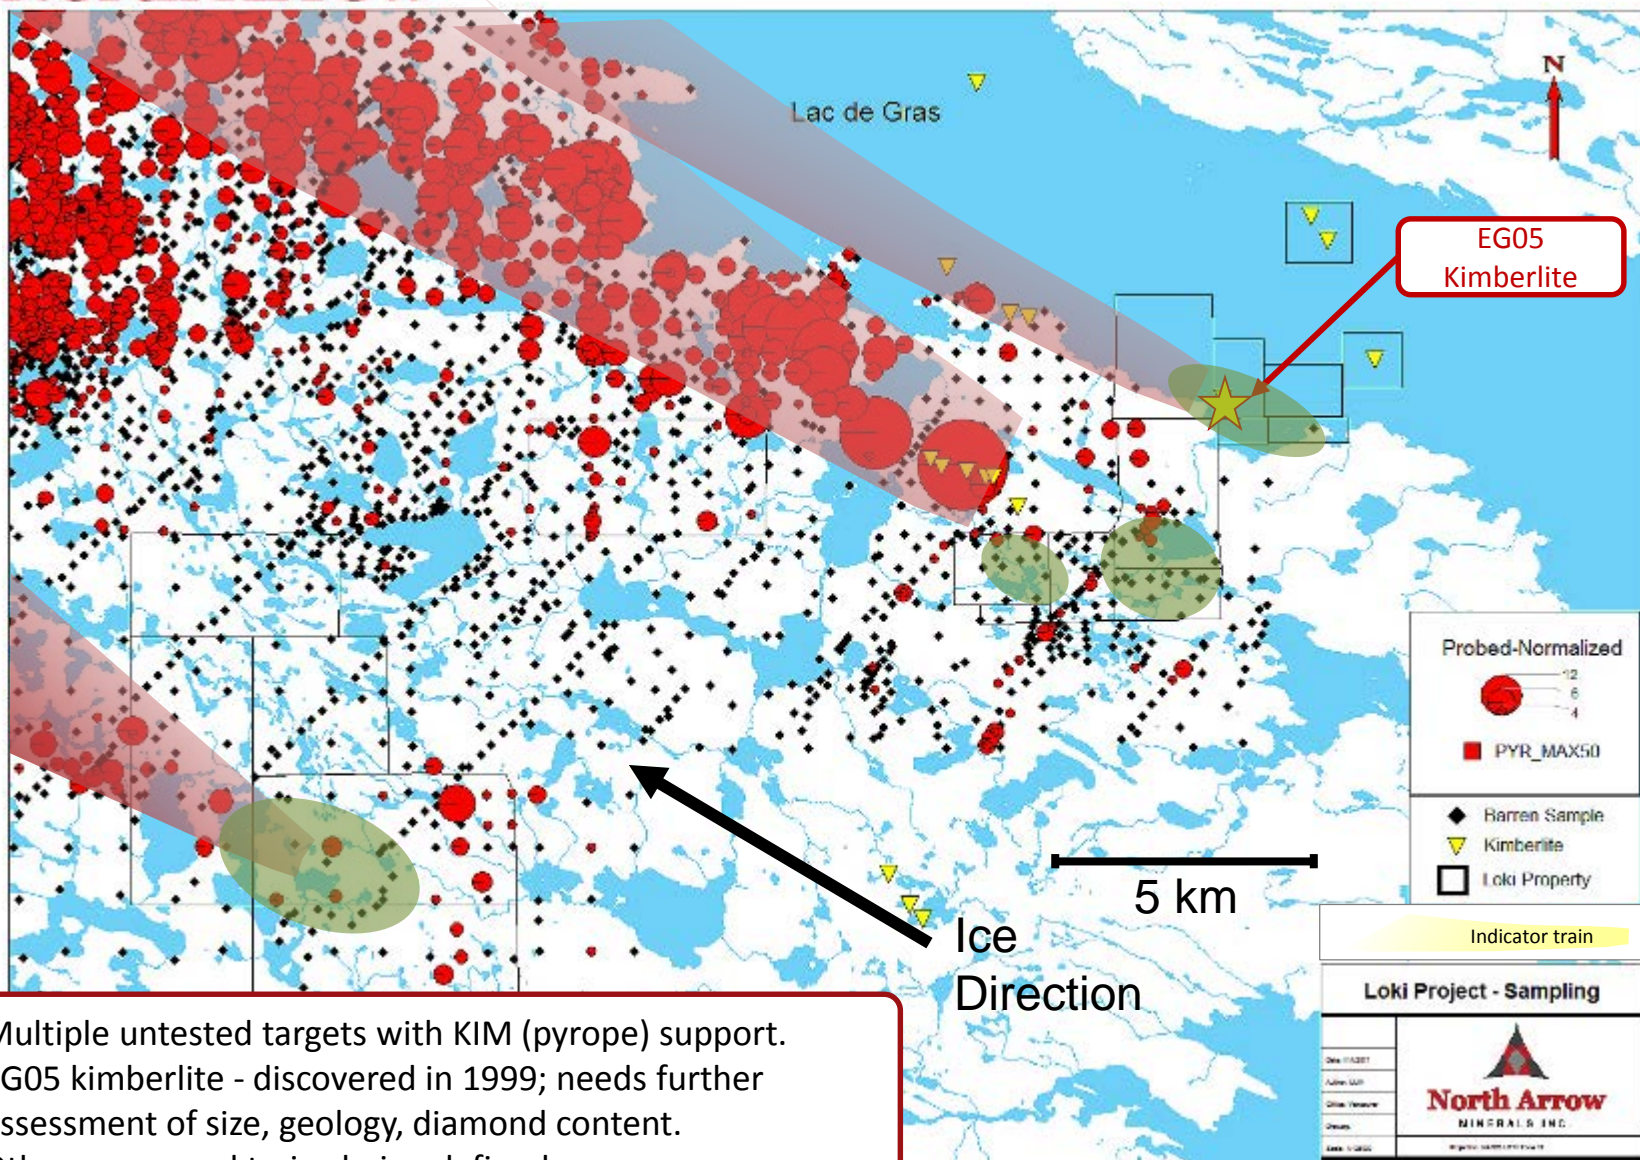 Lac de Gras
N
EG05
Kimberlite
Probed-Normalized
12
6
4
PYR_MAX50
Barren Sample
Kimberlite
Loki Property
5 km
Indicator train
Ice
Direction
Loki Project - Sampling
North Arrow
MINERALS INC.
Multiple untested targets with KIM (pyrope) support.
G05 kimberlite - discovered in 1999; needs further
ssessment of size, geology, diamond content.